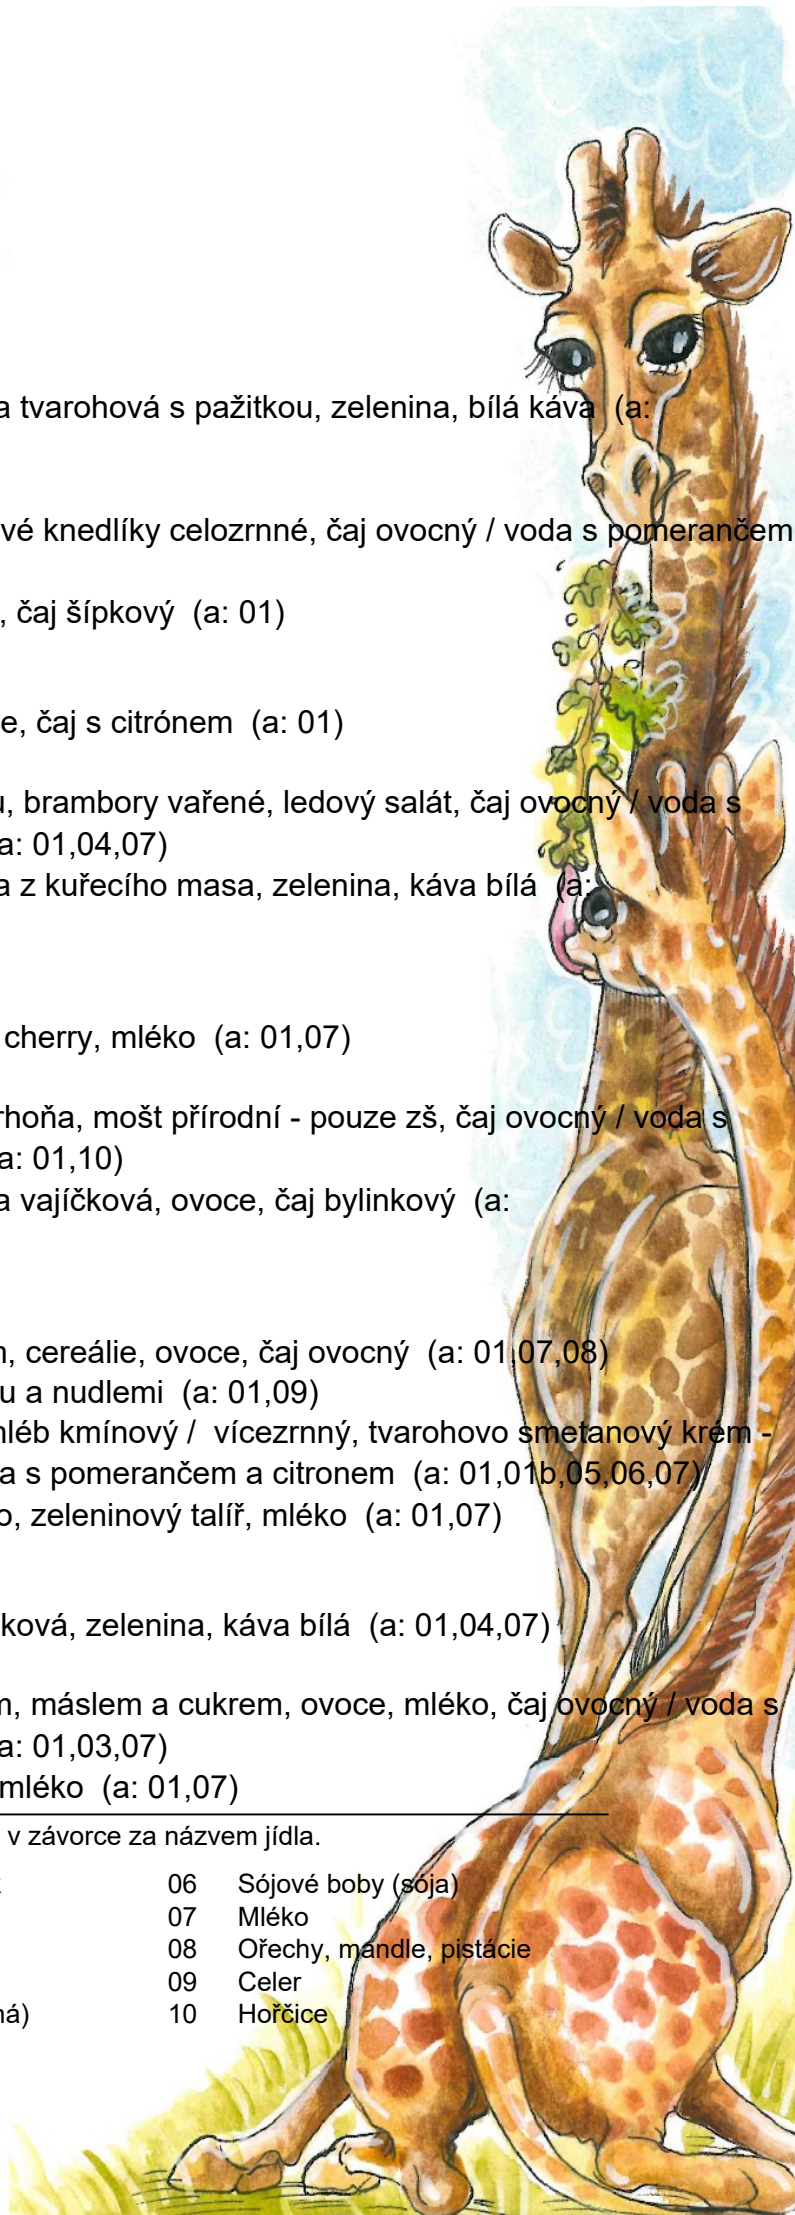 a tvarohová s pažitkou, zelenina, bílá káva (a:
vé knedlíky celozrnné, čaj ovocný / voda s pomerančem
, čaj šípkový (a: 01)
e, čaj s citrónem (a: 01)
u, brambory vařené, ledový salát, čaj ovocný / voda s
a: 01,04,07)
a z kuřecího masa, zelenina, káva bílá (a:
cherry, mléko (a: 01,07)
rhoňa, mošt přírodní - pouze zš, čaj ovocný / voda s
a: 01,10)
a vajíčková, ovoce, čaj bylinkový (a:
n, cereálie, ovoce, čaj ovocný (a: 01,07,08)
u a nudlemi (a: 01,09)
hléb kmínový / vícezrnný, tvarohovo smetanový krém -
a s pomerančem a citronem (a: 01,01b,05,06,07)
o, zeleninový talíř, mléko (a: 01,07)
ková, zelenina, káva bílá (a: 01,04,07)
m, máslem a cukrem, ovoce, mléko, čaj ovocný / voda s
a: 01,03,07)
mléko (a: 01,07)
v závorce za názvem jídla.
06 Sójové boby (sója)
07 Mléko
08 Ořechy, mandle, pistácie
09 Celer
ná) 10 Hořčice